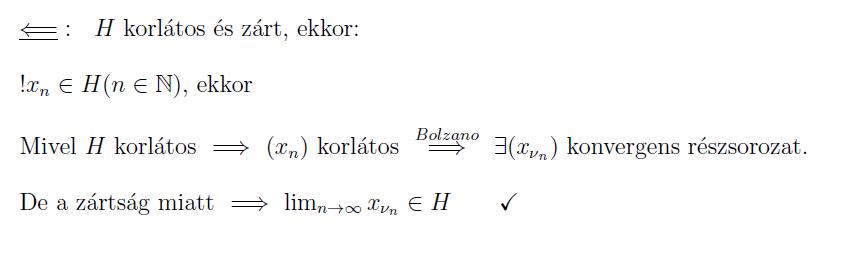 ⟸ : H korlátos és zárt, ekkor:
!xₙ ∈ H(n ∈ ℕ), ekkor
Mivel H korlátos ⟹ (xₙ) korlátos ⟹^{Bolzano} ∃(x_{νₙ}) konvergens részsorozat.
De a zártság miatt ⟹ lim_{n→∞} x_{νₙ} ∈ H ✓